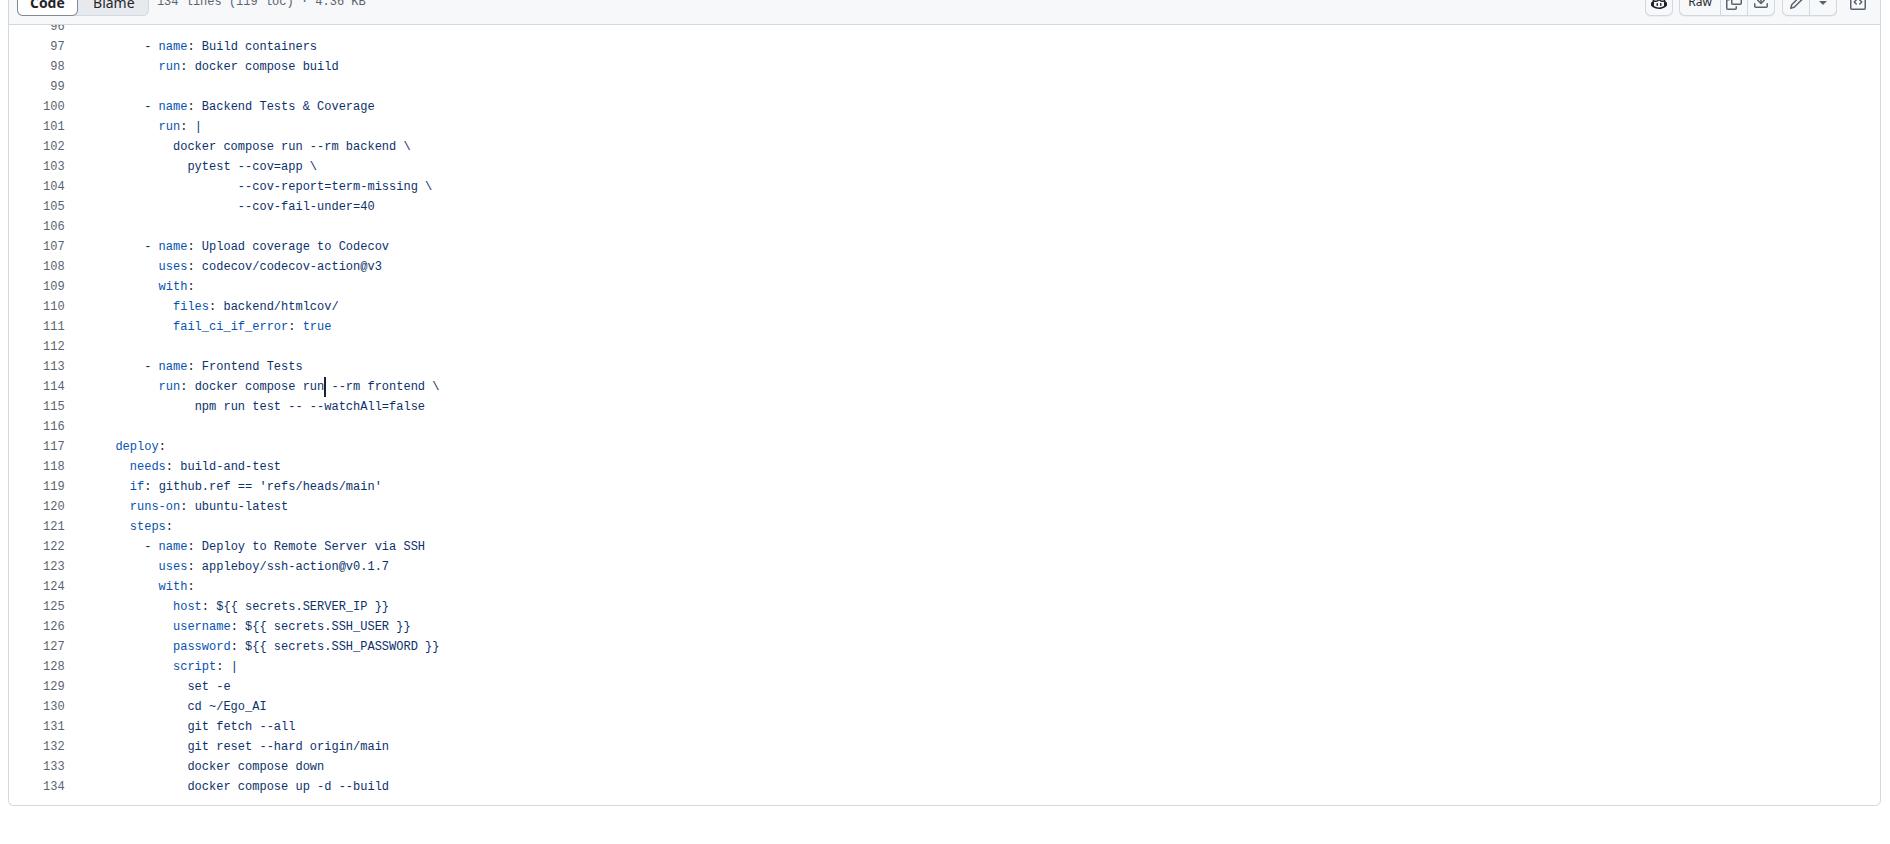 Code Blame 134 lines (119 loc) · 4.36 KB Raw
96
97 - name: Build containers
98 run: docker compose build
99
100 - name: Backend Tests & Coverage
101 run: |
102 docker compose run --rm backend \
103 pytest --cov=app \
104 --cov-report=term-missing \
105 --cov-fail-under=40
106
107 - name: Upload coverage to Codecov
108 uses: codecov/codecov-action@v3
109 with:
110 files: backend/htmlcov/
111 fail_ci_if_error: true
112
113 - name: Frontend Tests
114 run: docker compose run --rm frontend \
115 npm run test -- --watchAll=false
116
117 deploy:
118 needs: build-and-test
119 if: github.ref == 'refs/heads/main'
120 runs-on: ubuntu-latest
121 steps:
122 - name: Deploy to Remote Server via SSH
123 uses: appleboy/ssh-action@v0.1.7
124 with:
125 host: ${{ secrets.SERVER_IP }}
126 username: ${{ secrets.SSH_USER }}
127 password: ${{ secrets.SSH_PASSWORD }}
128 script: |
129 set -e
130 cd ~/Ego_AI
131 git fetch --all
132 git reset --hard origin/main
133 docker compose down
134 docker compose up -d --build